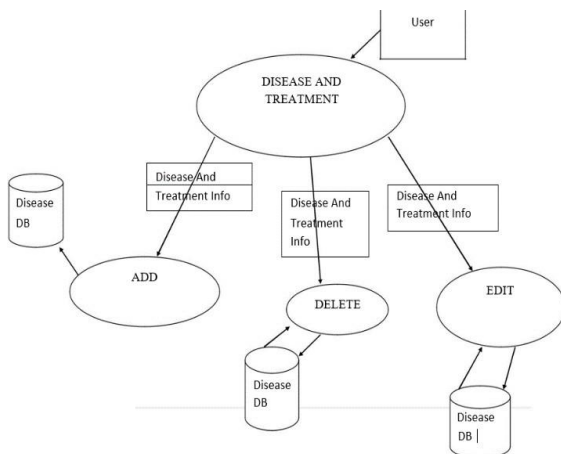 User
DISEASE AND
TREATMENT
Disease And
Treatment Info
Disease And
Treatment
Info
Disease And
Treatment Info
Disease
DB
ADD
DELETE
EDIT
Disease
DB
Disease
DB